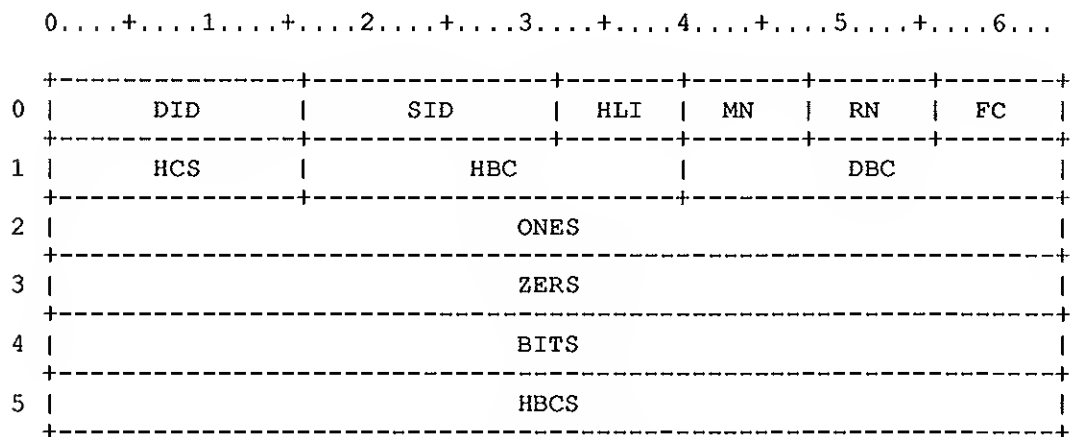 0....+....1....+....2....+....3....+....4....+....5....+....6...
0 | DID | SID | HLI | MN | RN | FC |
1 | HCS | HBC | DBC |
2 | ONES |
3 | ZERS |
4 | BITS |
5 | HBCS |